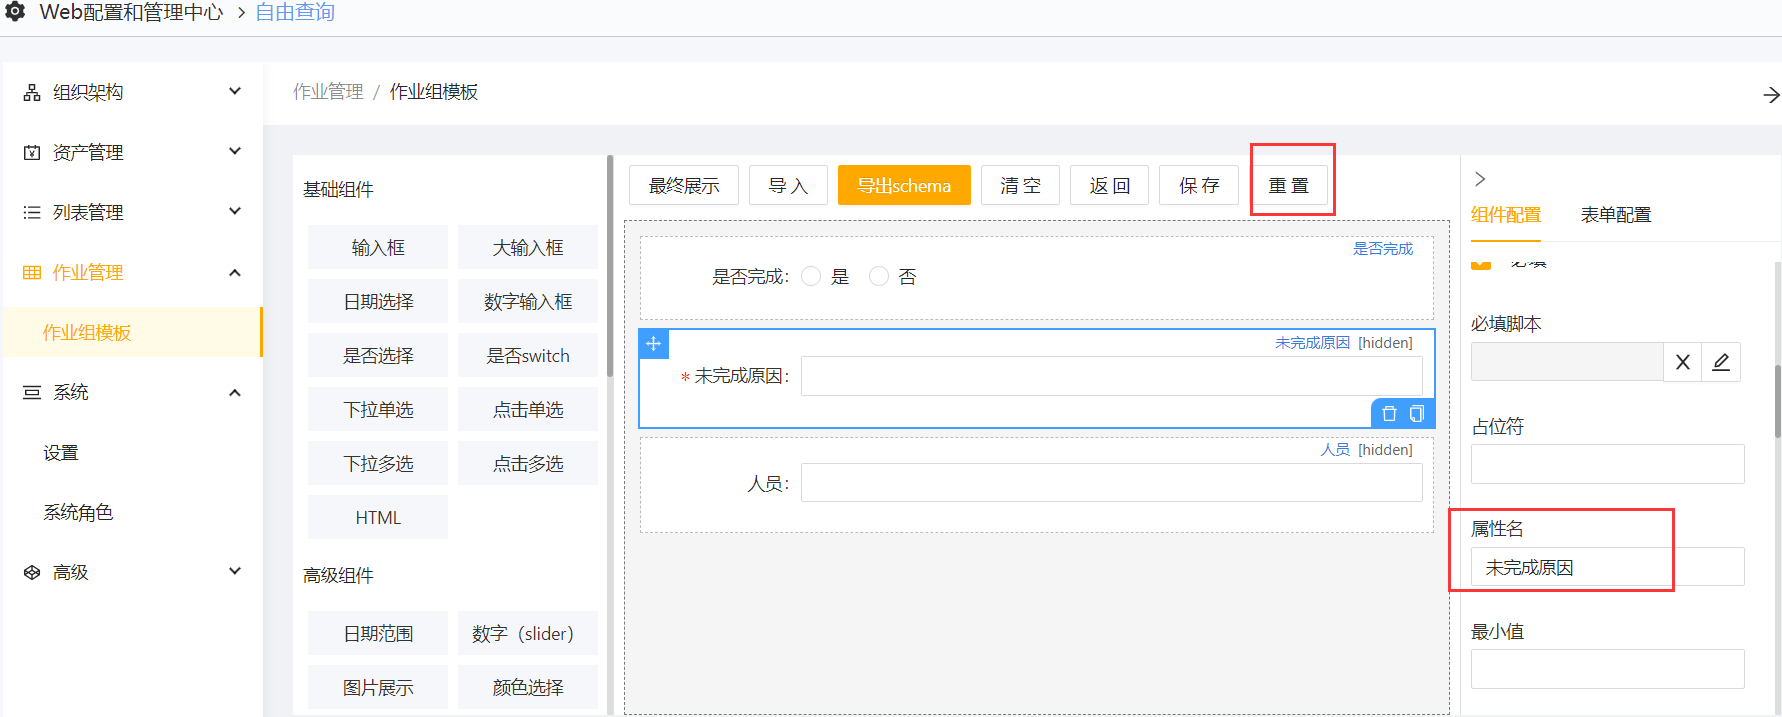 Web配置和管理中心 > 自由查询
组织架构
资产管理
列表管理
作业管理
作业组模板
系统
设置
系统角色
高级
作业管理 / 作业组模板
基础组件
输入框 大输入框
日期选择 数字输入框
是否选择 是否switch
下拉单选 点击单选
下拉多选 点击多选
HTML
高级组件
日期范围 数字（slider）
图片展示 颜色选择
最终展示 导入 导出schema 清空 返回 保存 重置
是否完成
是否完成: 是 否
未完成原因 [hidden]
* 未完成原因:
人员 [hidden]
人员:
组件配置 表单配置
必填
必填脚本
X
占位符
属性名
未完成原因
最小值